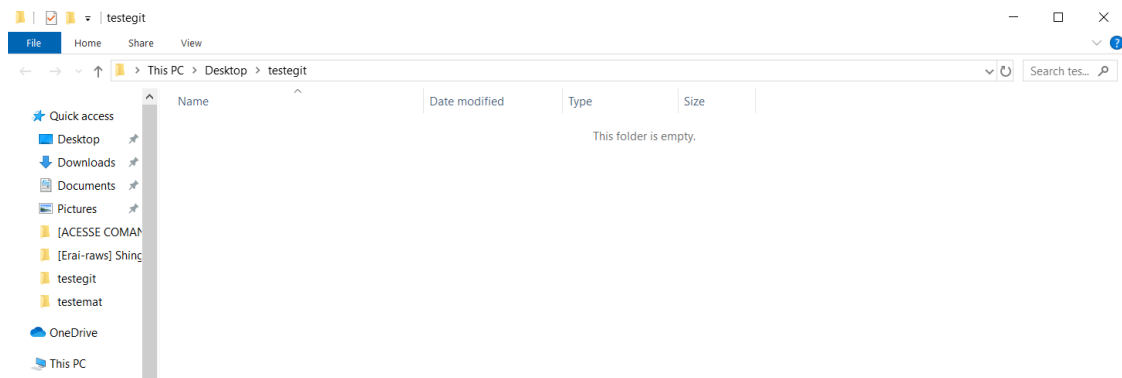 testegit
File Home Share View
This PC > Desktop > testegit
Search tes...
Name Date modified Type Size
This folder is empty.
Quick access
Desktop
Downloads
Documents
Pictures
[ACESSE COMAN
[Erai-raws] Shing
testegit
testemat
OneDrive
This PC